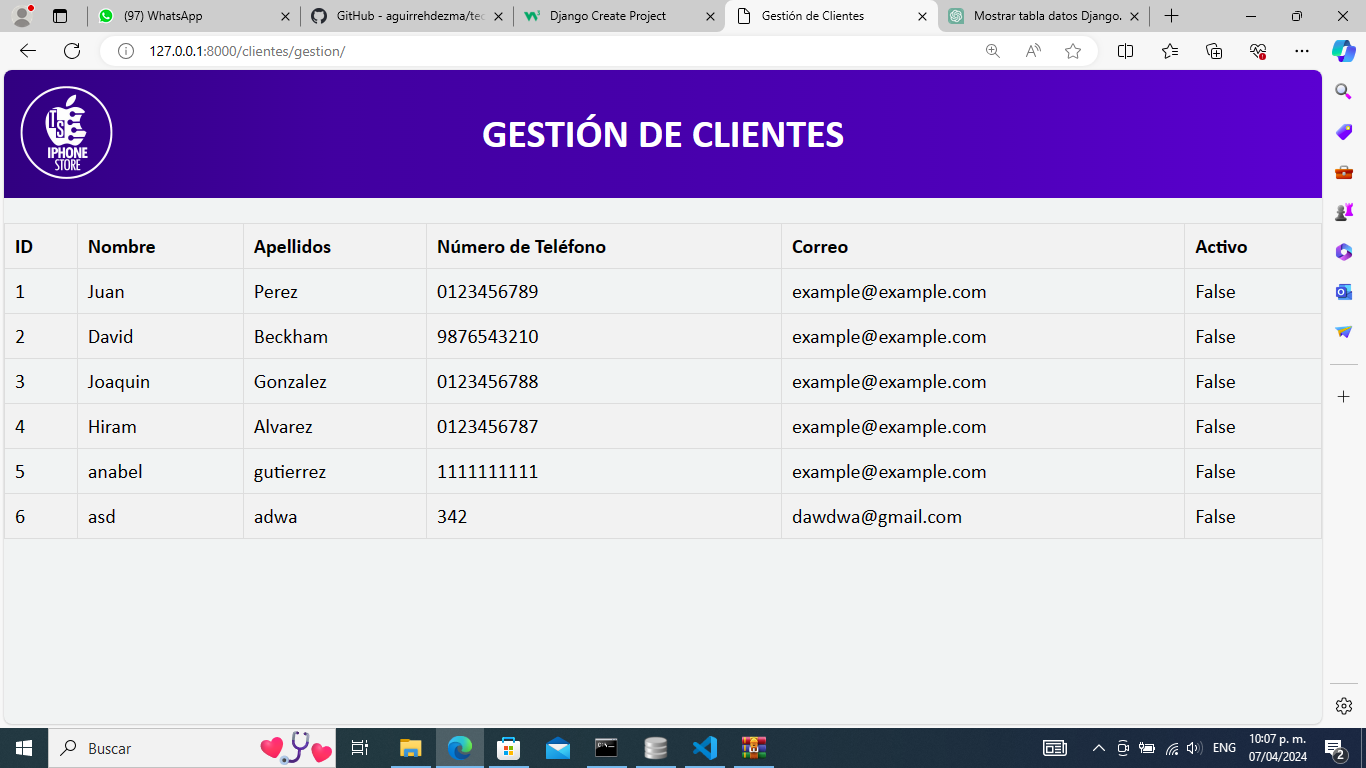 (97) WhatsApp
GitHub - aguirrehdezma/tec
Django Create Project
Gestión de Clientes
Mostrar tabla datos Django.
127.0.0.1:8000/clientes/gestion/
ITS
IPHONE
STORE
GESTIÓN DE CLIENTES
ID Nombre Apellidos Número de Teléfono Correo Activo
1 Juan Perez 0123456789 example@example.com False
2 David Beckham 9876543210 example@example.com False
3 Joaquin Gonzalez 0123456788 example@example.com False
4 Hiram Alvarez 0123456787 example@example.com False
5 anabel gutierrez 1111111111 example@example.com False
6 asd adwa 342 dawdwa@gmail.com False
Buscar
ENG
10:07 p. m.
07/04/2024
2